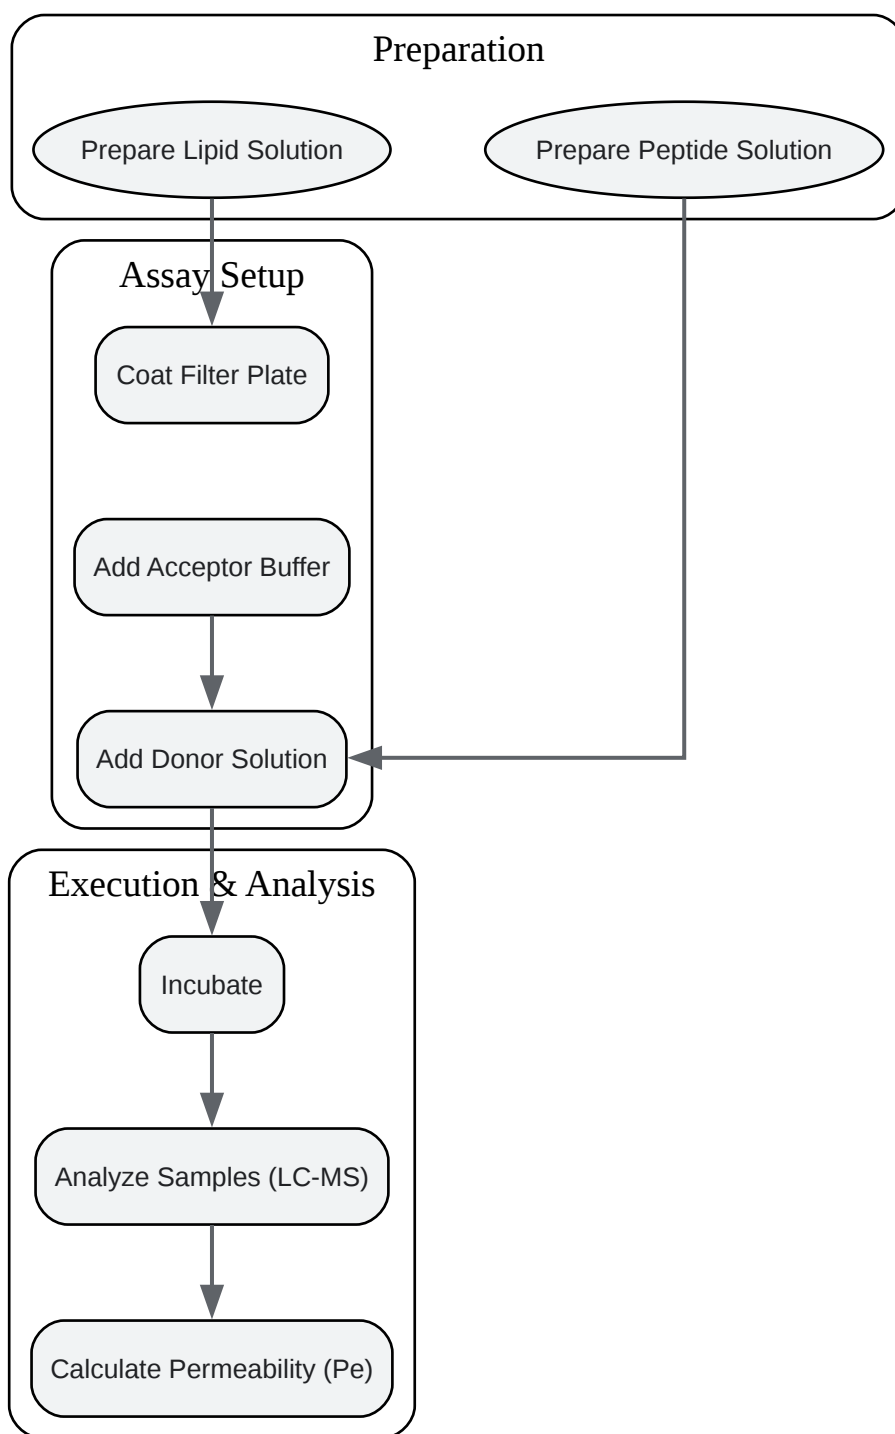 Preparation
Prepare Lipid Solution
Prepare Peptide Solution
Assay Setup
Coat Filter Plate
Add Acceptor Buffer
Add Donor Solution
Execution & Analysis
Incubate
Analyze Samples (LC-MS)
Calculate Permeability (Pe)